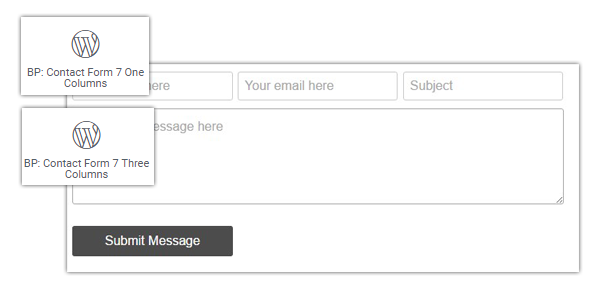 BP: Contact Form 7 One
Columns
here
Your email here
Subject
BP: Contact Form 7 Three
Columns
essage here
Submit Message